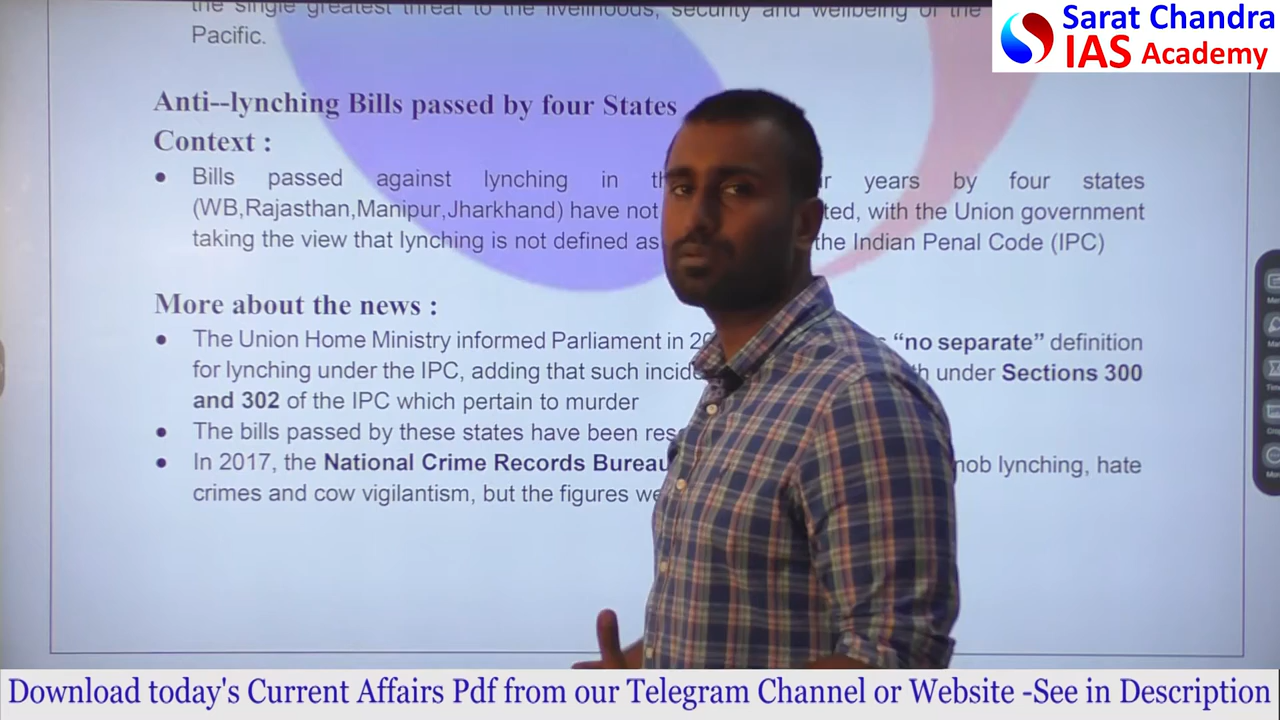 the single greatest threat to the livelihoods, security and wellbeing of the
Pacific.
Sarat Chandra
IAS Academy
Anti--lynching Bills passed by four States
Context :
● Bills passed against lynching in years by four states
(WB,Rajasthan,Manipur,Jharkhand) have not with the Union government
taking the view that lynching is not defined as the Indian Penal Code (IPC)
More about the news :
● The Union Home Ministry informed Parliament in “no separate” definition
for lynching under the IPC, adding that such under Sections 300
and 302 of the IPC which pertain to murder
● The bills passed by these states have been
● In 2017, the National Crime Records Bureau lynching, hate
crimes and cow vigilantism, but the figures
Download today's Current Affairs Pdf from our Telegram Channel or Website -See in Description